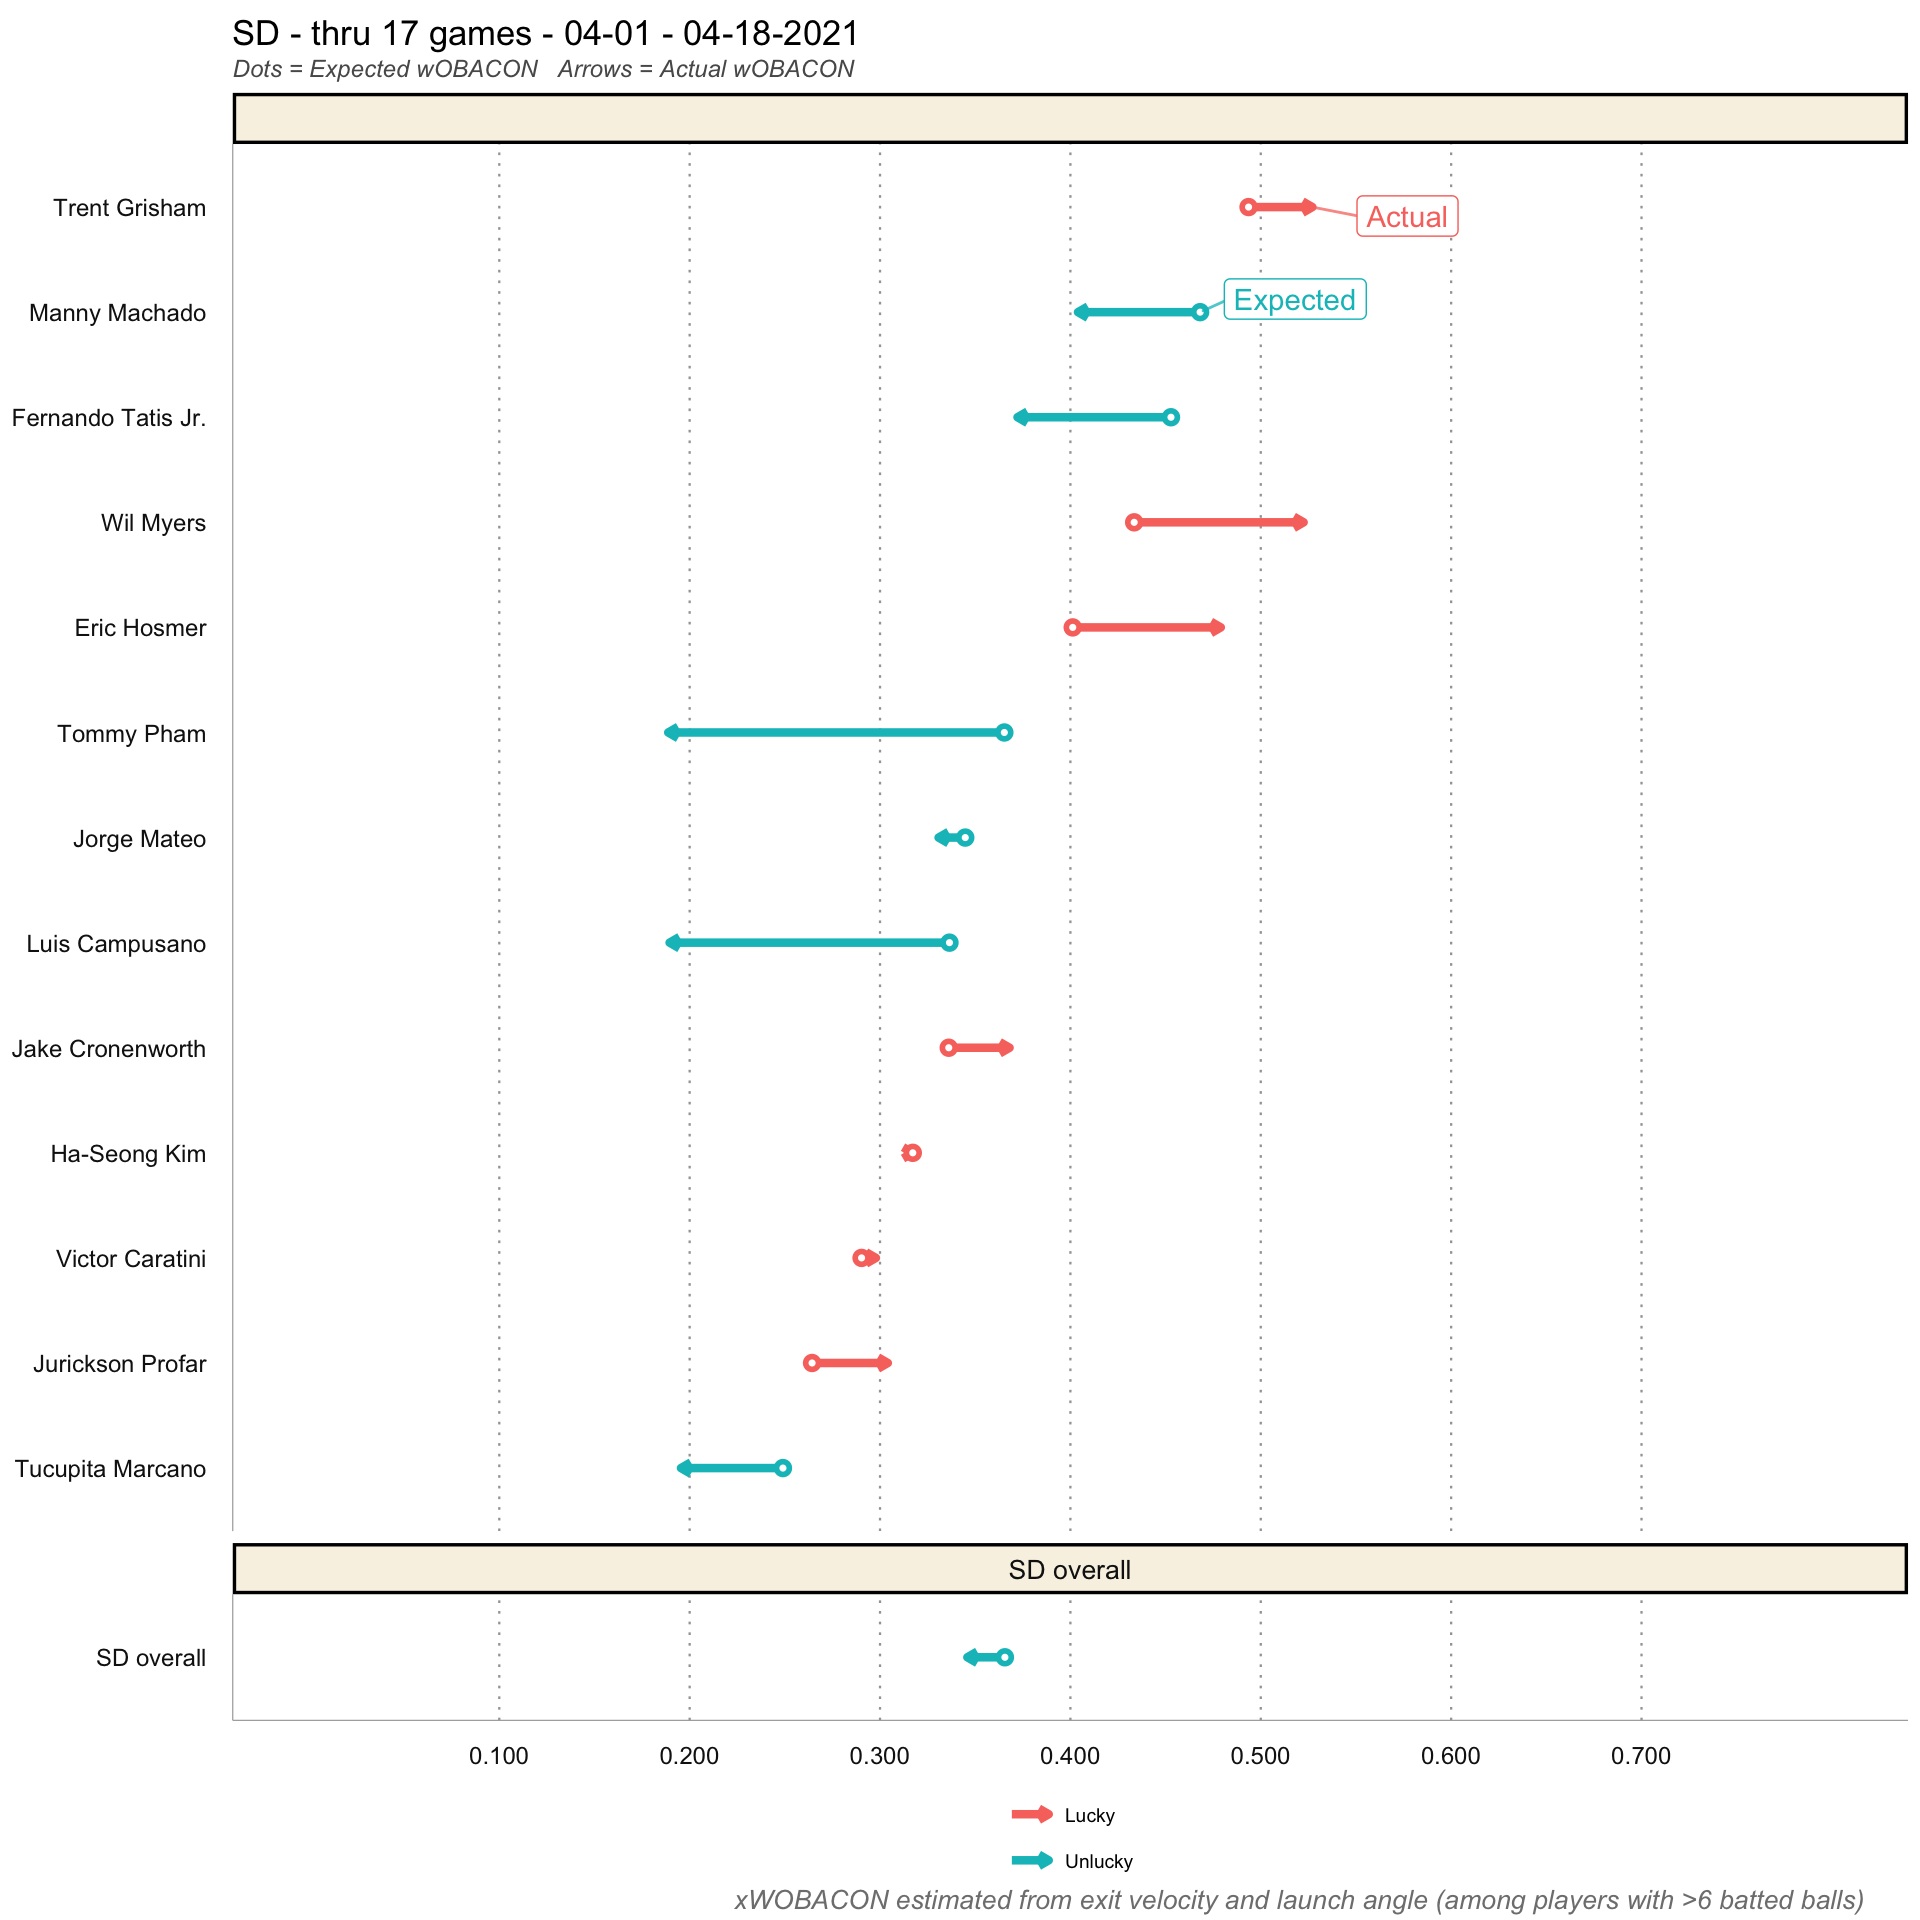 SD - thru 17 games - 04-01 - 04-18-2021
Dots = Expected wOBACON   Arrows = Actual wOBACON
Trent Grisham
Actual
Manny Machado
Expected
Fernando Tatis Jr.
Wil Myers
Eric Hosmer
Tommy Pham
Jorge Mateo
Luis Campusano
Jake Cronenworth
Ha-Seong Kim
Victor Caratini
Jurickson Profar
Tucupita Marcano
SD overall
SD overall
0.100 0.200 0.300 0.400 0.500 0.600 0.700
Lucky
Unlucky
xWOBACON estimated from exit velocity and launch angle (among players with >6 batted balls)